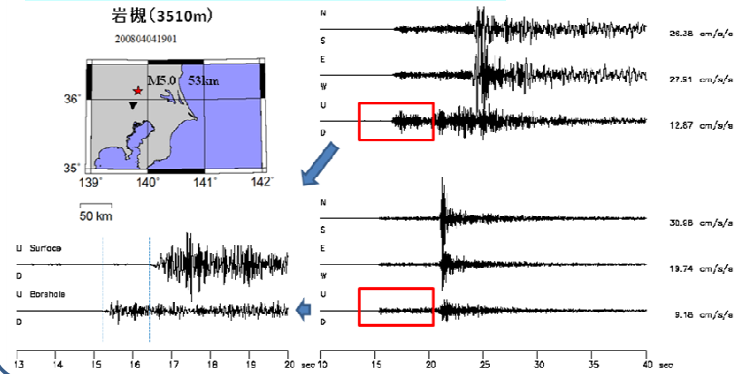 岩槻(3510m)
200804041901
M5.0 53km
36°
35°
139° 140° 141° 142°
50 km
N
S
26.38 cm/s/s
E
W
27.51 cm/s/s
U
D
12.87 cm/s/s
N
S
30.68 cm/s/s
E
W
19.74 cm/s/s
U
D
9.18 cm/s/s
U Surface
D
U Borehole
D
13 14 15 16 17 18 19 20 sec
10 15 20 25 30 35 40 sec